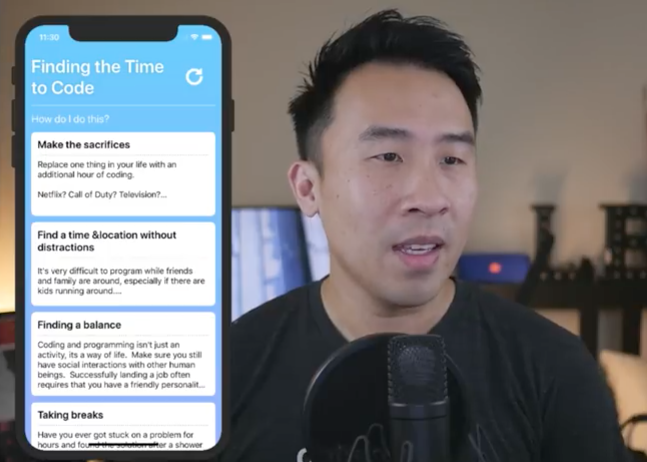 11:30
Finding the Time
to Code
How do I do this?
Make the sacrifices
Replace one thing in your life with an
additional hour of coding.
Netflix? Call of Duty? Television?...
Find a time &location without
distractions
It's very difficult to program while friends
and family are around, especially if there are
kids running around....
Finding a balance
Coding and programming isn't just an
activity, its a way of life. Make sure you still
have social interactions with other human
beings. Successfully landing a job often
requires that you have a friendly personalit...
Taking breaks
Have you ever got stuck on a problem for
hours and found the solution after a shower